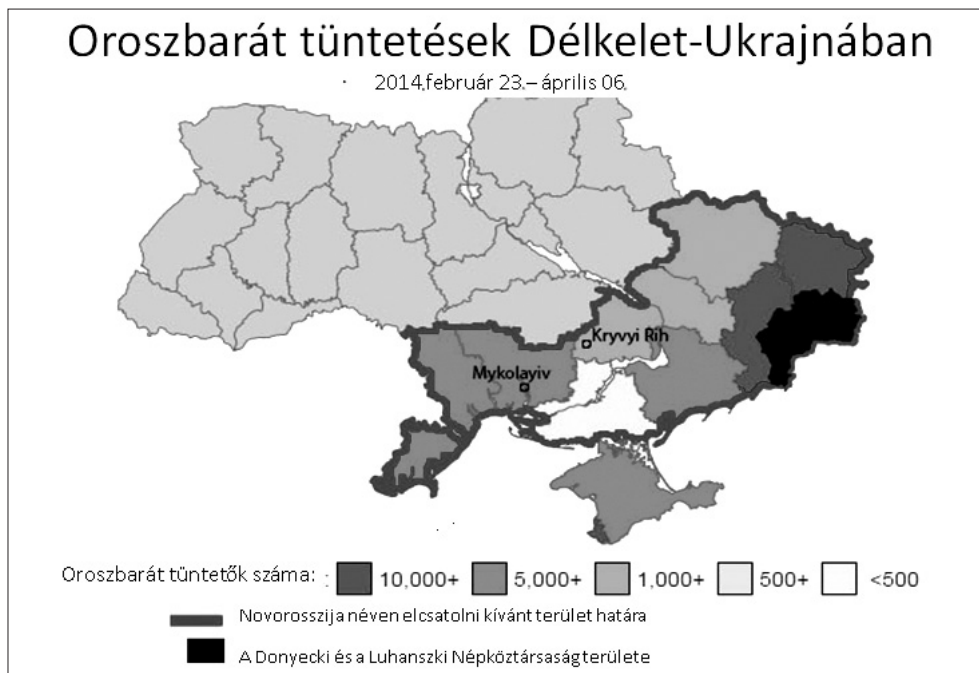 Oroszbarát tüntetések Délkelet-Ukrajnában
2014.február 23.– április 06.
Kryvyi Rih
Mykolayiv
Oroszbarát tüntetők száma: : 10,000+ 5,000+ 1,000+ 500+ <500
Novorosszija néven elcsatolni kívánt terület határa
A Donyecki és a Luhanszki Népköztársaság területe